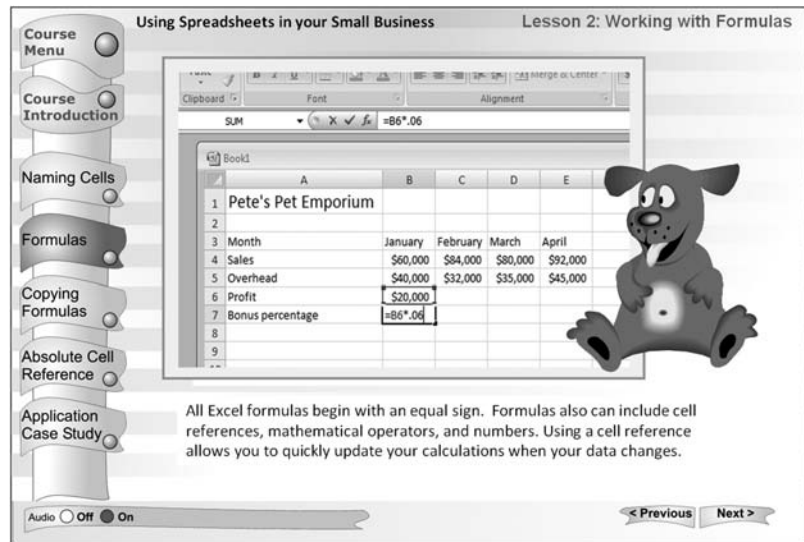 Using Spreadsheets in your Small Business
Lesson 2: Working with Formulas
Course
Menu
Course
Introduction
Naming Cells
Formulas
Copying
Formulas
Absolute Cell
Reference
Application
Case Study
B I U
Merge & Center
Clipboard Font Alignment
SUM fx =B6*.06
Book1
A B C D E
1 Pete's Pet Emporium
2
3 Month January February March April
4 Sales $60,000 $84,000 $80,000 $92,000
5 Overhead $40,000 $32,000 $35,000 $45,000
6 Profit $20,000
7 Bonus percentage =B6*.06
8
9
All Excel formulas begin with an equal sign. Formulas also can include cell
references, mathematical operators, and numbers. Using a cell reference
allows you to quickly update your calculations when your data changes.
Audio Off On
< Previous Next >